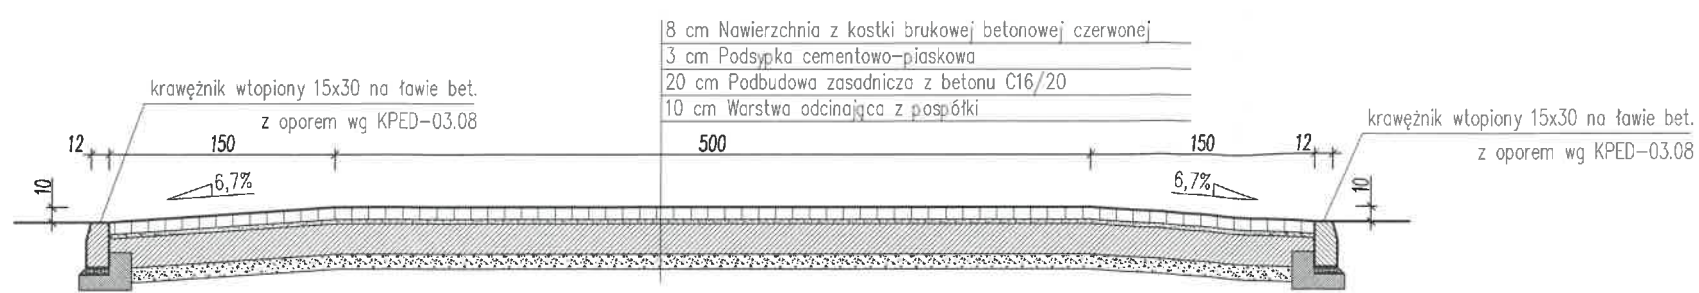 8 cm Nawierzchnia z kostki brukowej betonowej czerwonej
3 cm Podsypka cementowo-piaskowa
20 cm Podbudowa zasadnicza z betonu C16/20
10 cm Warstwa odcinająca z pospółki
krawężnik wtopiony 15x30 na ławie bet.
z oporem wg KPED-03.08
krawężnik wtopiony 15x30 na ławie bet.
z oporem wg KPED-03.08
12 150 500 150 12
10 6,7% 6,7% 10